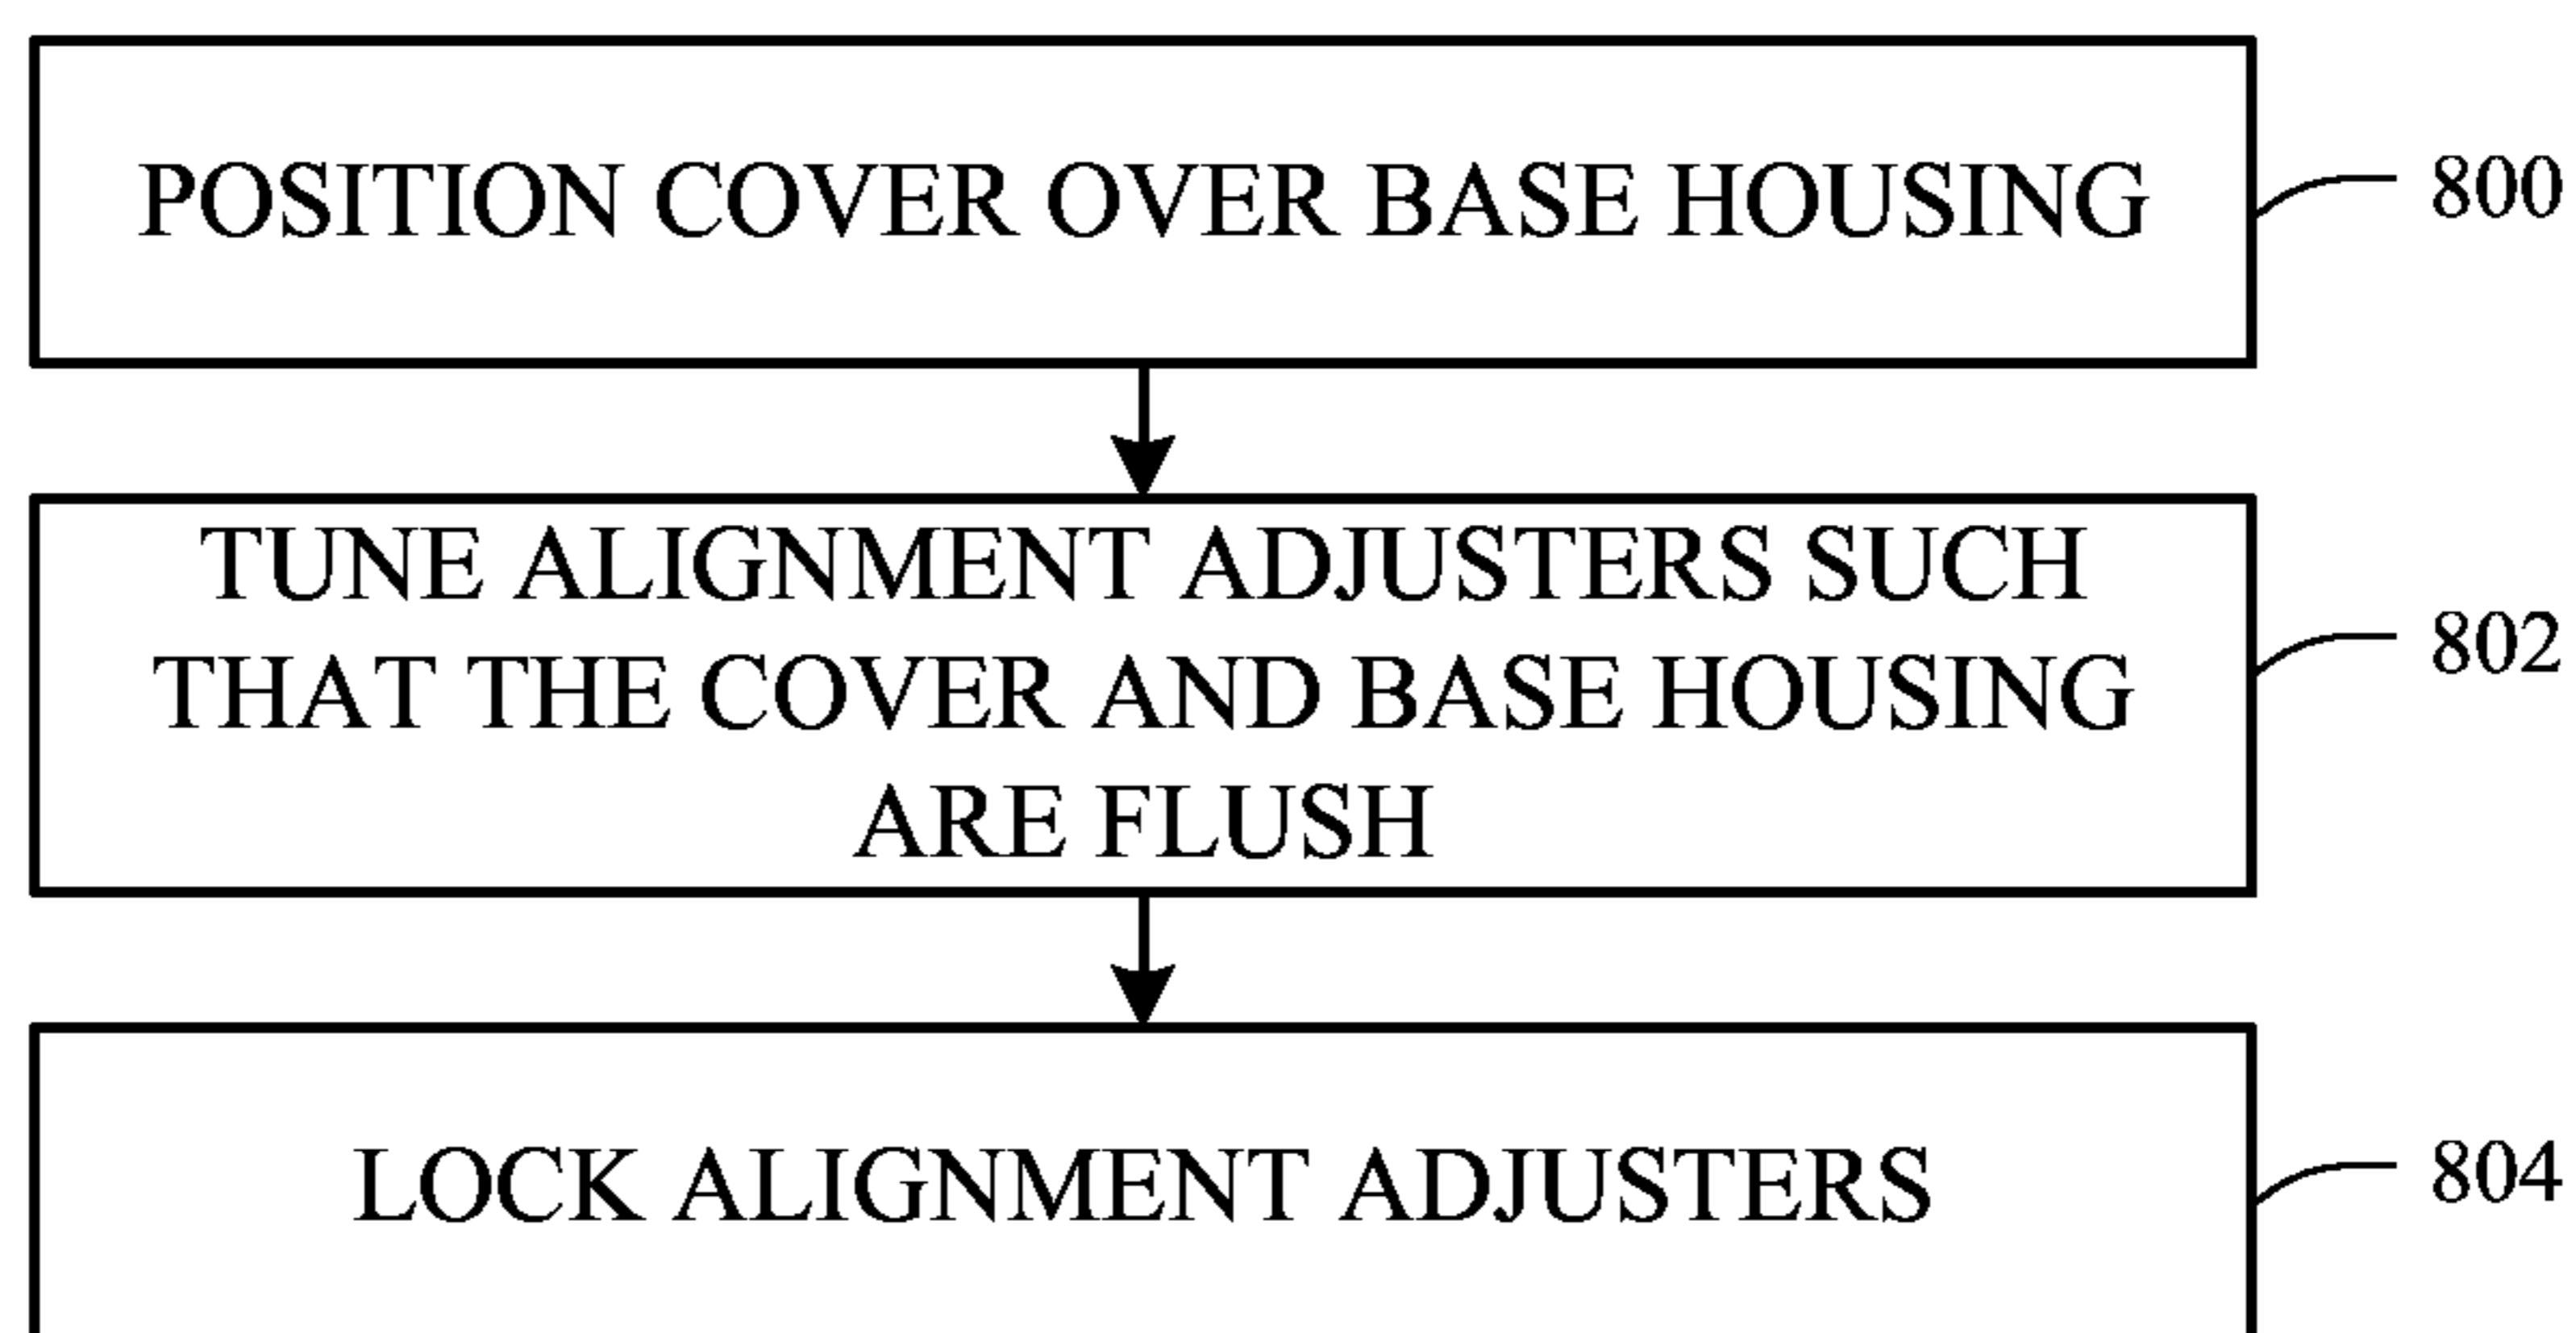 POSITION COVER OVER BASE HOUSING
800
TUNE ALIGNMENT ADJUSTERS SUCH
THAT THE COVER AND BASE HOUSING
ARE FLUSH
802
LOCK ALIGNMENT ADJUSTERS
804